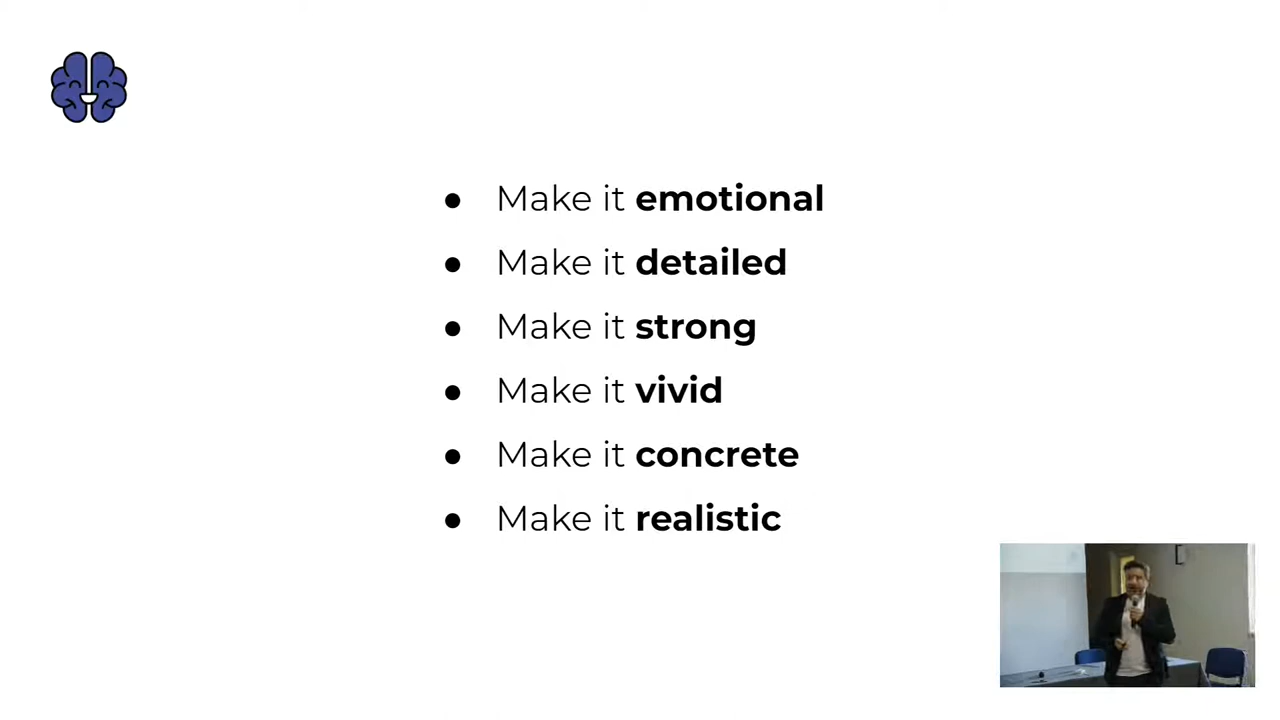 ● Make it emotional
● Make it detailed
● Make it strong
● Make it vivid
● Make it concrete
● Make it realistic